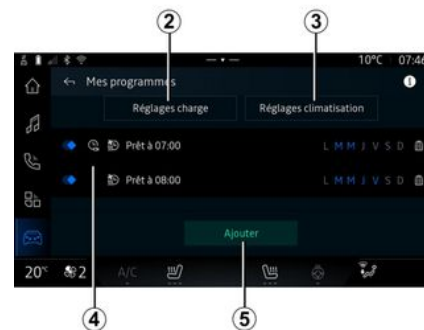 2
3
10°C 07:46
Mes programmes
Réglages charge
Réglages climatisation
Prêt à 07:00
L M M J V S D
Prêt à 08:00
L M M J V S D
Ajouter
20°C 2 A/C
4
5